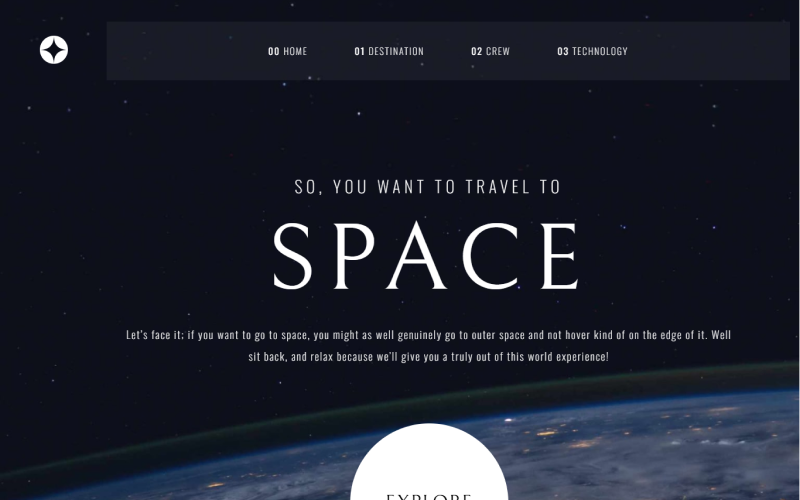 00 HOME 01 DESTINATION 02 CREW 03 TECHNOLOGY
SO, YOU WANT TO TRAVEL TO
SPACE
Let's face it; if you want to go to space, you might as well genuinely go to outer space and not hover kind of on the edge of it. Well
sit back, and relax because we'll give you a truly out of this world experience!
EXPLORE